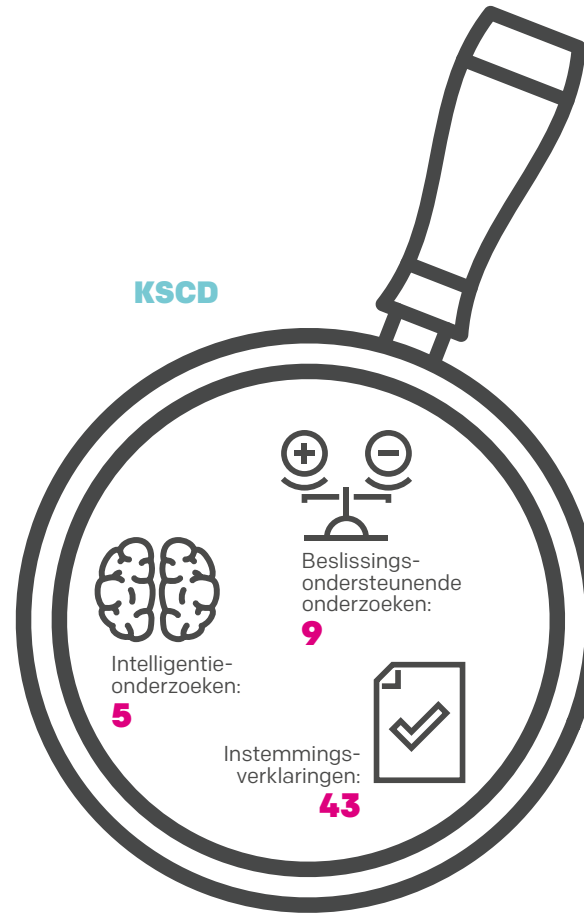 KSCD
Beslissings-
ondersteunende
onderzoeken:
9
Intelligentie-
onderzoeken:
5
Instemmings-
verklaringen:
43